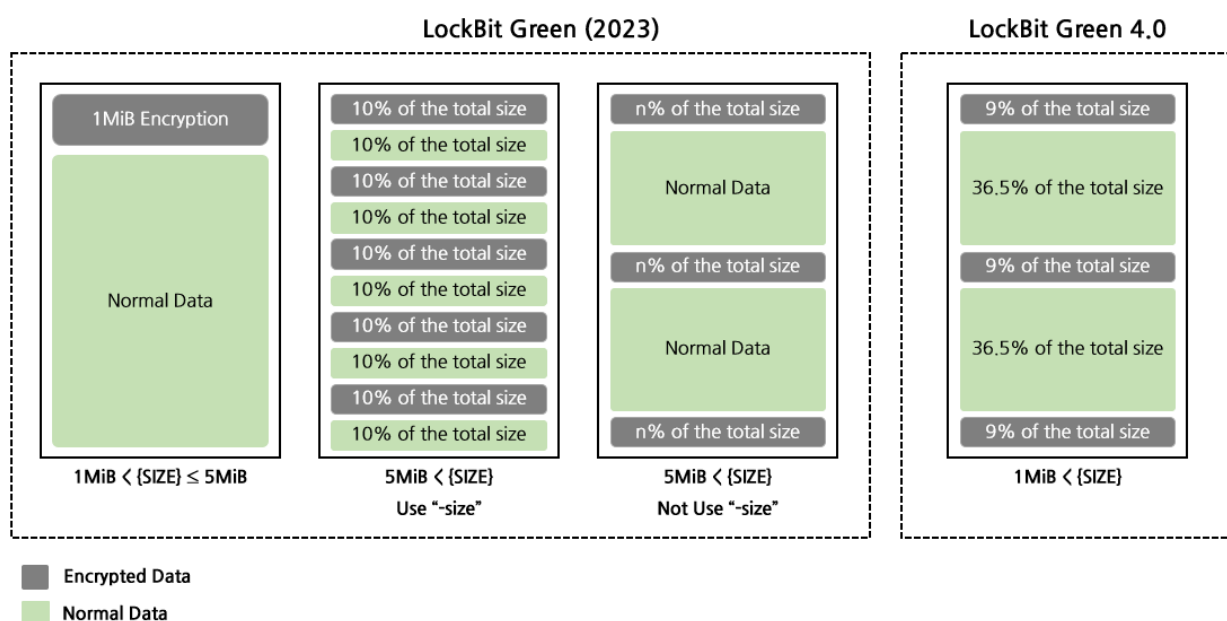 LockBit Green (2023)
1MiB Encryption
Normal Data
1MiB < {SIZE} ≤ 5MiB
10% of the total size
10% of the total size
10% of the total size
10% of the total size
10% of the total size
10% of the total size
10% of the total size
10% of the total size
10% of the total size
10% of the total size
5MiB < {SIZE}
Use “-size”
n% of the total size
Normal Data
n% of the total size
Normal Data
n% of the total size
5MiB < {SIZE}
Not Use “-size”
LockBit Green 4.0
9% of the total size
36.5% of the total size
9% of the total size
36.5% of the total size
9% of the total size
1MiB < {SIZE}
Encrypted Data
Normal Data